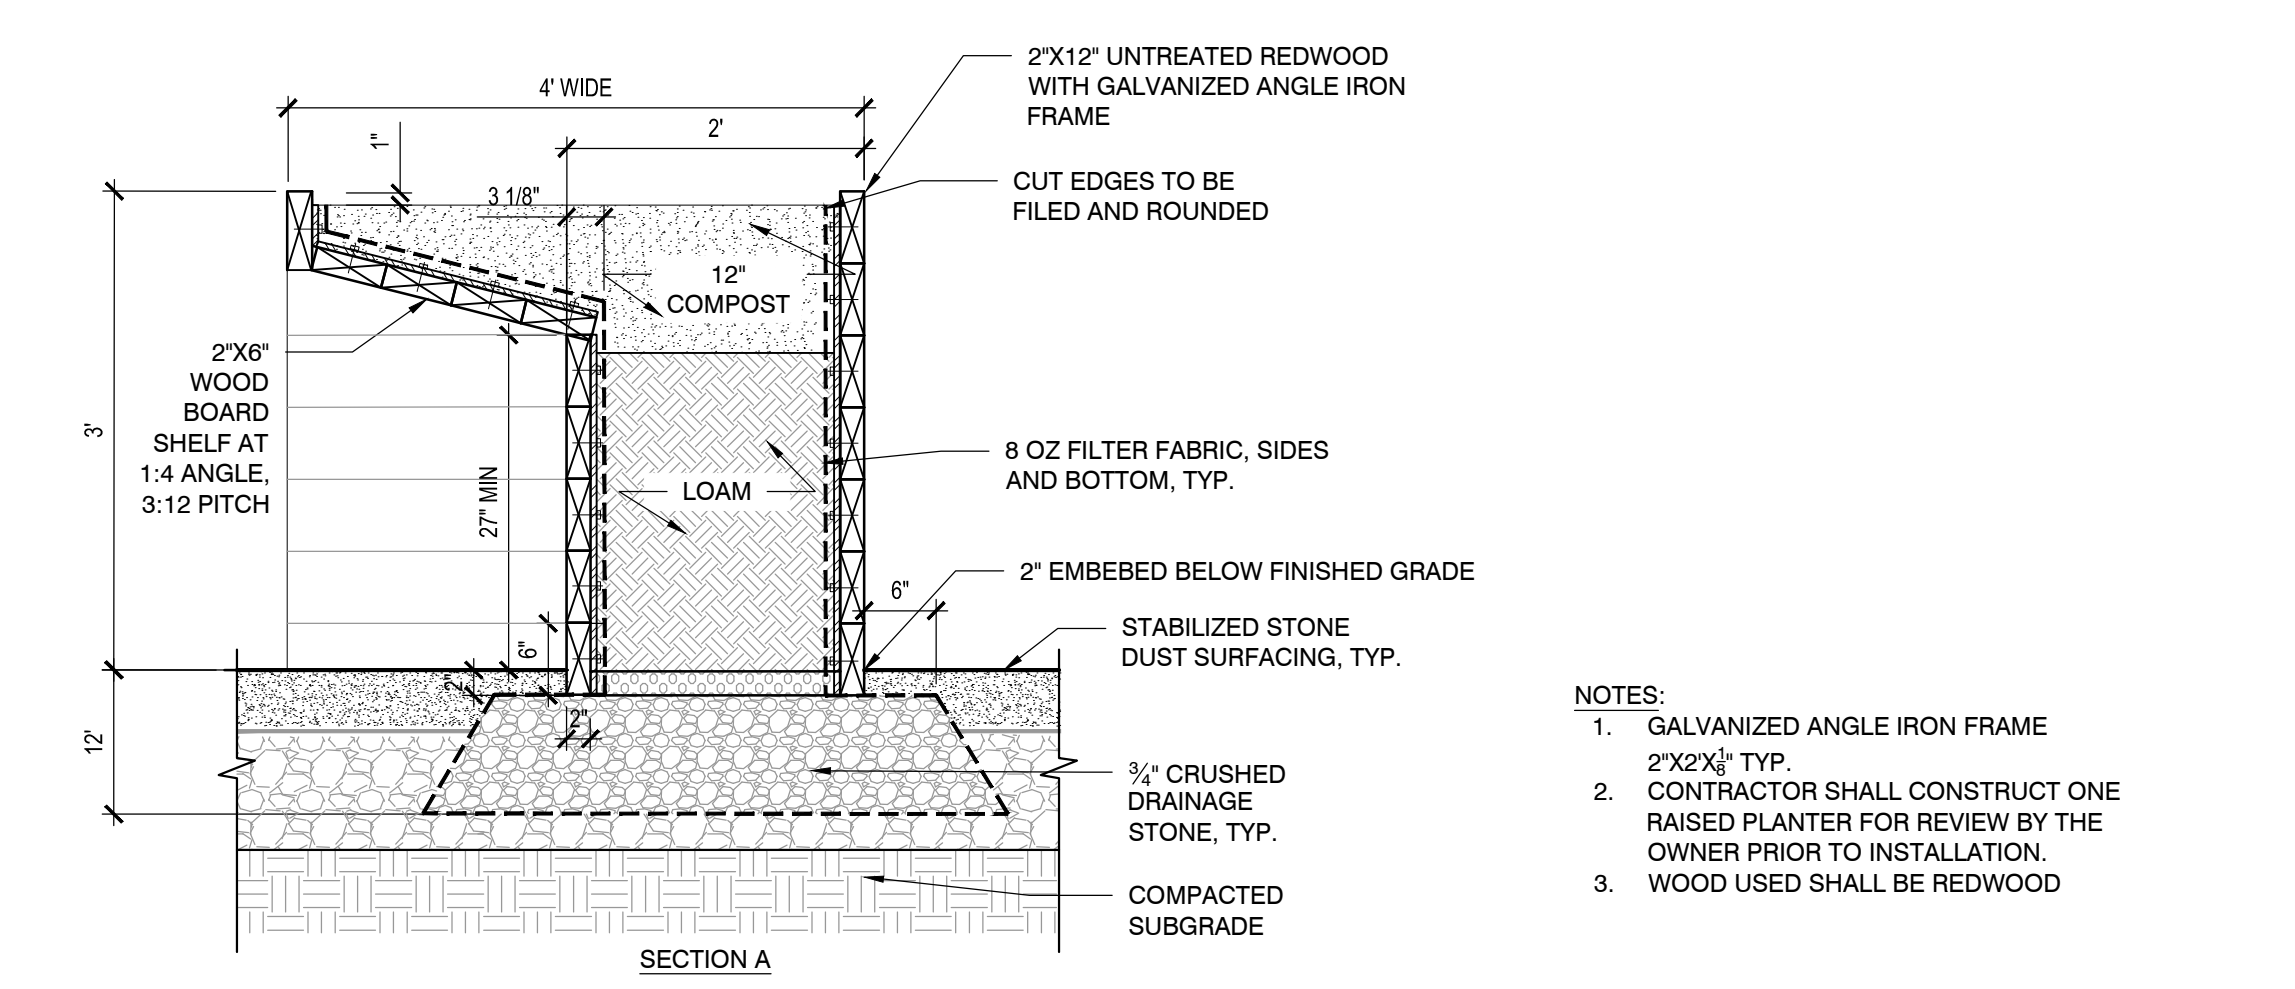 4' WIDE
2'
1"
3 1/8"
2"X12" UNTREATED REDWOOD
WITH GALVANIZED ANGLE IRON
FRAME
CUT EDGES TO BE
FILED AND ROUNDED
12"
COMPOST
2"X6"
WOOD
BOARD
SHELF AT
1:4 ANGLE,
3:12 PITCH
3'
27" MIN
LOAM
8 OZ FILTER FABRIC, SIDES
AND BOTTOM, TYP.
2" EMBEBED BELOW FINISHED GRADE
6"
6"
STABILIZED STONE
DUST SURFACING, TYP.
2"
2"
12'
¾" CRUSHED
DRAINAGE
STONE, TYP.
COMPACTED
SUBGRADE
SECTION A
NOTES:
1. GALVANIZED ANGLE IRON FRAME
2"X2'X⅛" TYP.
2. CONTRACTOR SHALL CONSTRUCT ONE
RAISED PLANTER FOR REVIEW BY THE
OWNER PRIOR TO INSTALLATION.
3. WOOD USED SHALL BE REDWOOD